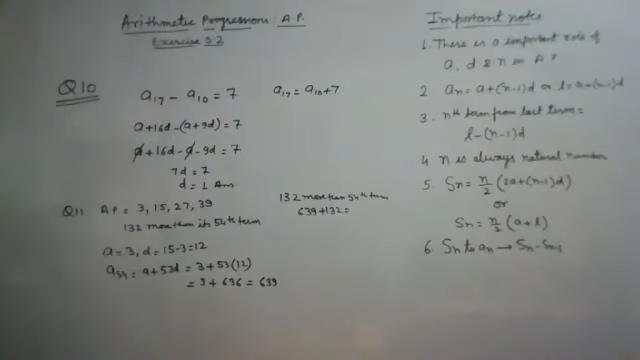 Arithmetic Progression: A.P.
Exercise 5.2
Q10
a₁₇ - a₁₀ = 7
a₁₇ = a₁₀ + 7
a+16d-(a+9d) = 7
a+16d - a - 9d = 7
7d = 7
d = 1 Ans
Q11 AP = 3, 15, 27, 39
132 more than its 54th term
a = 3, d = 15-3 = 12
a₅₄ = a+53d = 3+53(12)
= 3 + 636 = 639
132 more than 54th term
639+132 =
Important notes
1. There is a important role of
a, d & n in AP
2 an = a+(n-1)d or l = a+(n-1)d
3. nth term from last term =
l-(n-1)d
4 n is always natural number
5. Sn = n/2 (2a+(n-1)d)
or
Sn = n/2 (a+l)
6 Sn to an → Sn - Sn-1